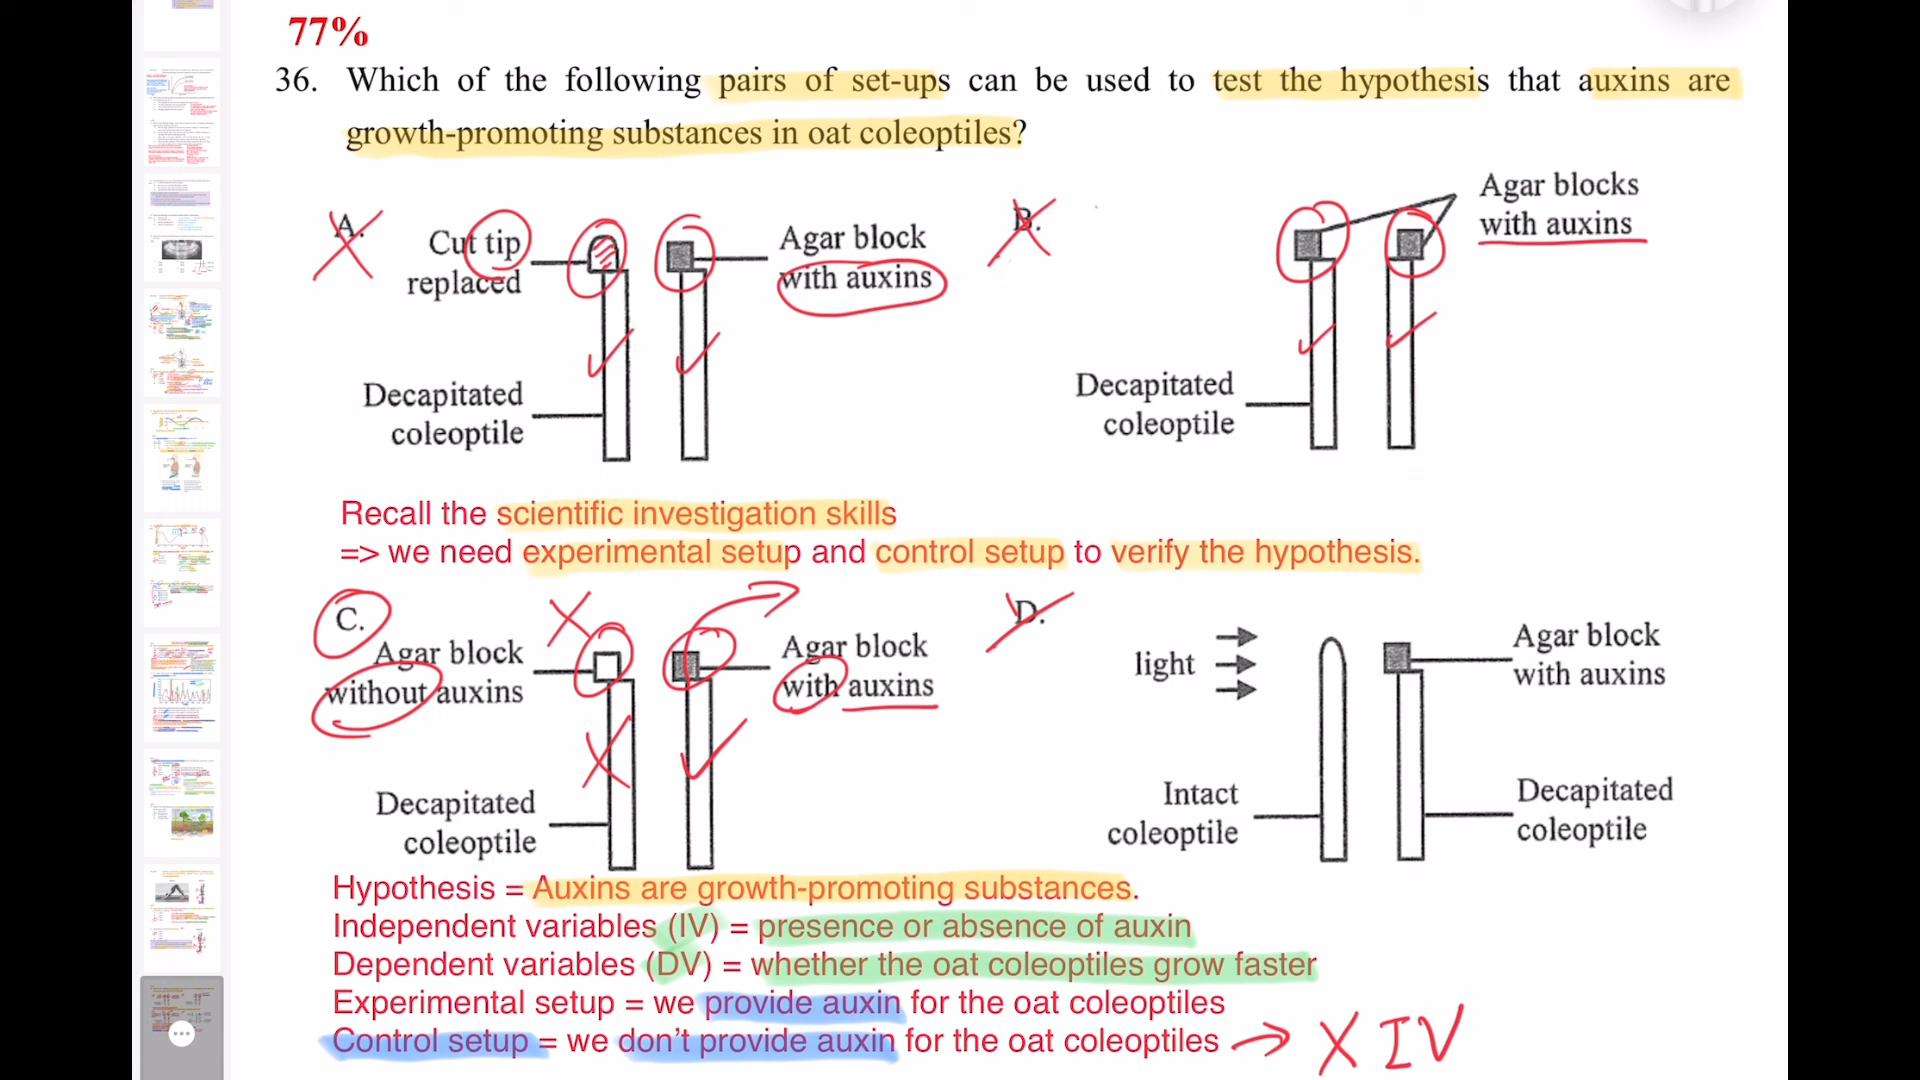 77%
36. Which of the following pairs of set-ups can be used to test the hypothesis that auxins are
growth-promoting substances in oat coleoptiles?
A.
Cut tip
replaced
Agar block
with auxins
Decapitated
coleoptile
B.
Agar blocks
with auxins
Decapitated
coleoptile
Recall the scientific investigation skills
=> we need experimental setup and control setup to verify the hypothesis.
C.
Agar block
without auxins
Agar block
with auxins
Decapitated
coleoptile
D.
light
Agar block
with auxins
Intact
coleoptile
Decapitated
coleoptile
Hypothesis = Auxins are growth-promoting substances.
Independent variables (IV) = presence or absence of auxin
Dependent variables (DV) = whether the oat coleoptiles grow faster
Experimental setup = we provide auxin for the oat coleoptiles
Control setup = we don't provide auxin for the oat coleoptiles → X IV